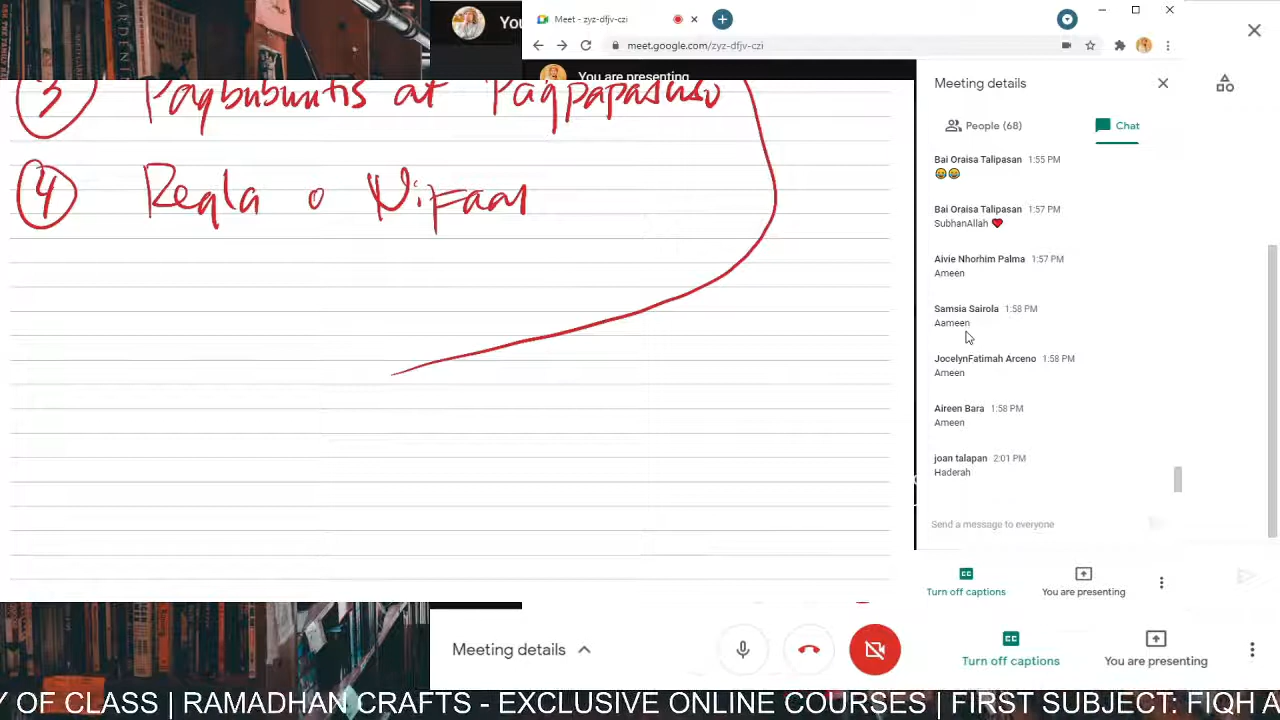 You
Meet - zyz-dfjv-czi
meet.google.com/zyz-dfjv-czi
You are presenting
3 Pagbubuntis at Pagpapasuso
4 Regla o Nifaas
Meeting details
People (68)
Chat
Bai Oraisa Talipasan 1:55 PM
😂😂
Bai Oraisa Talipasan 1:57 PM
SubhanAllah ❤️
Aivie Nhorhim Palma 1:57 PM
Ameen
Samsia Sairola 1:58 PM
Aameen
JocelynFatimah Arceno 1:58 PM
Ameen
Aireen Bara 1:58 PM
Ameen
joan talapan 2:01 PM
Haderah
Send a message to everyone
Turn off captions
You are presenting
Meeting details
Turn off captions
You are presenting
OF CLASS | RAMADHAN CRAFTS - EXCLUSIVE ONLINE COURSES | FIRST SUBJECT: FIQH A